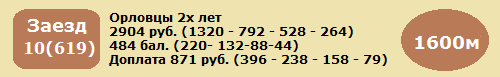 Заезд
10(619)
Орловцы 2х лет
2904 руб. (1320 - 792 - 528 - 264)
484 бал. (220- 132-88-44)
Доплата 871 руб. (396 - 238 - 158 - 79)
1600м